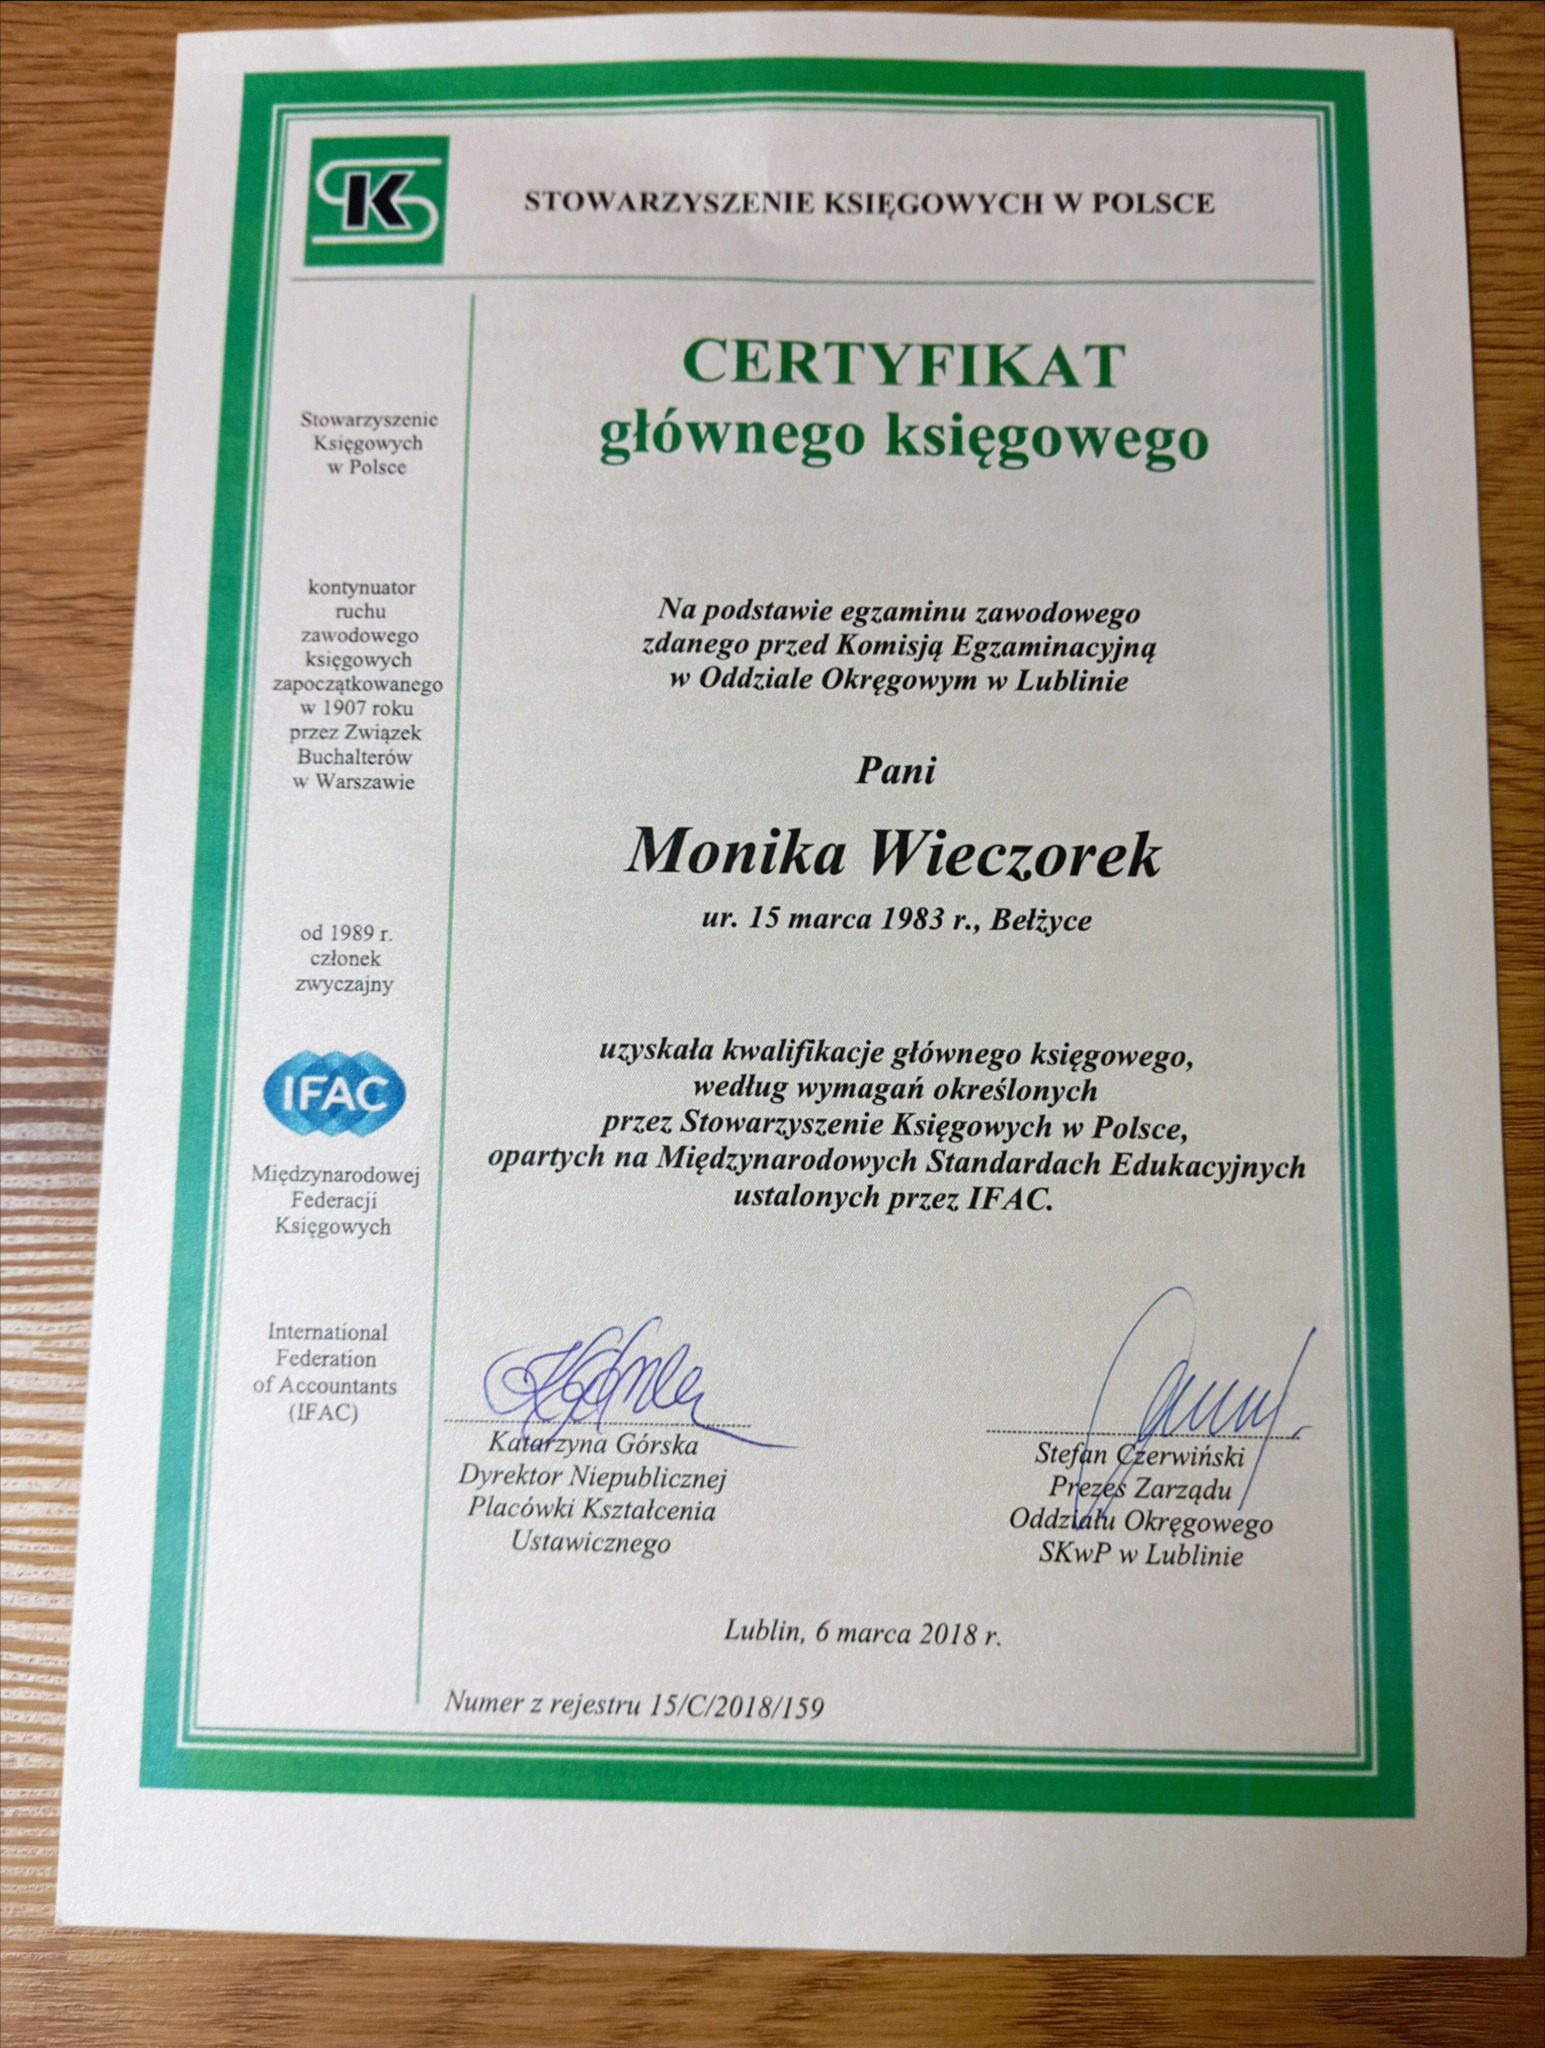 K
STOWARZYSZENIE KSIĘGOWYCH W POLSCE
Stowarzyszenie
Księgowych
w Polsce
kontynuator
ruchu
zawodowego
księgowych
zapoczątkowanego
w 1907 roku
przez Związek
Buchalterów
w Warszawie
od 1989 r.
członek
zwyczajny
IFAC
Międzynarodowej
Federacji
Księgowych
International
Federation
of Accountants
(IFAC)
CERTYFIKAT
głównego księgowego
Na podstawie egzaminu zawodowego
zdanego przed Komisją Egzaminacyjną
w Oddziale Okręgowym w Lublinie
Pani
Monika Wieczorek
ur. 15 marca 1983 r., Bełżyce
uzyskała kwalifikacje głównego księgowego,
według wymagań określonych
przez Stowarzyszenie Księgowych w Polsce,
opartych na Międzynarodowych Standardach Edukacyjnych
ustalonych przez IFAC.
Katarzyna Górska
Dyrektor Niepublicznej
Placówki Kształcenia
Ustawicznego
Stefan Czerwiński
Prezes Zarządu
Oddziału Okręgowego
SKwP w Lublinie
Lublin, 6 marca 2018 r.
Numer z rejestru 15/C/2018/159